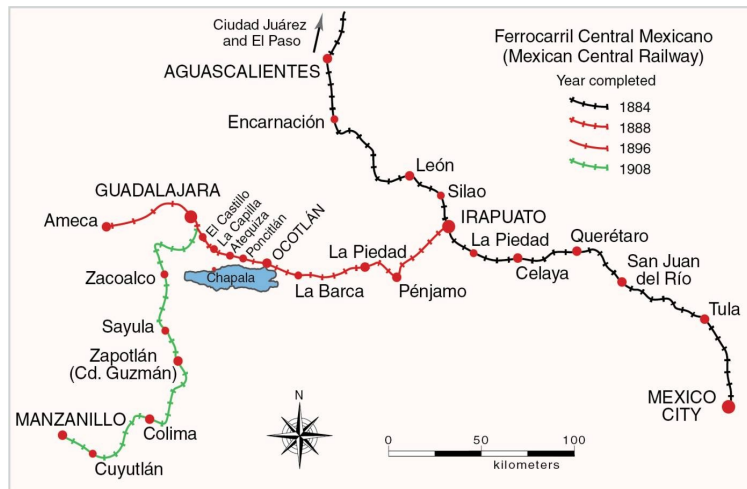 Ciudad Juárez
and El Paso
AGUASCALIENTES
Ferrocarril Central Mexicano
(Mexican Central Railway)
Year completed
1884
1888
1896
1908
Encarnación
León
Silao
GUADALAJARA
Ameca
El Castillo
La Capilla
Atequiza
Poncitlán
OCOTLÁN
IRAPUATO
La Piedad
La Piedad
Querétaro
Celaya
San Juan
del Río
Zacoalco
Chapala
La Barca
Pénjamo
Tula
Sayula
Zapotlán
(Cd. Guzmán)
MEXICO
CITY
MANZANILLO
Colima
Cuyutlán
N
0
50
100
kilometers